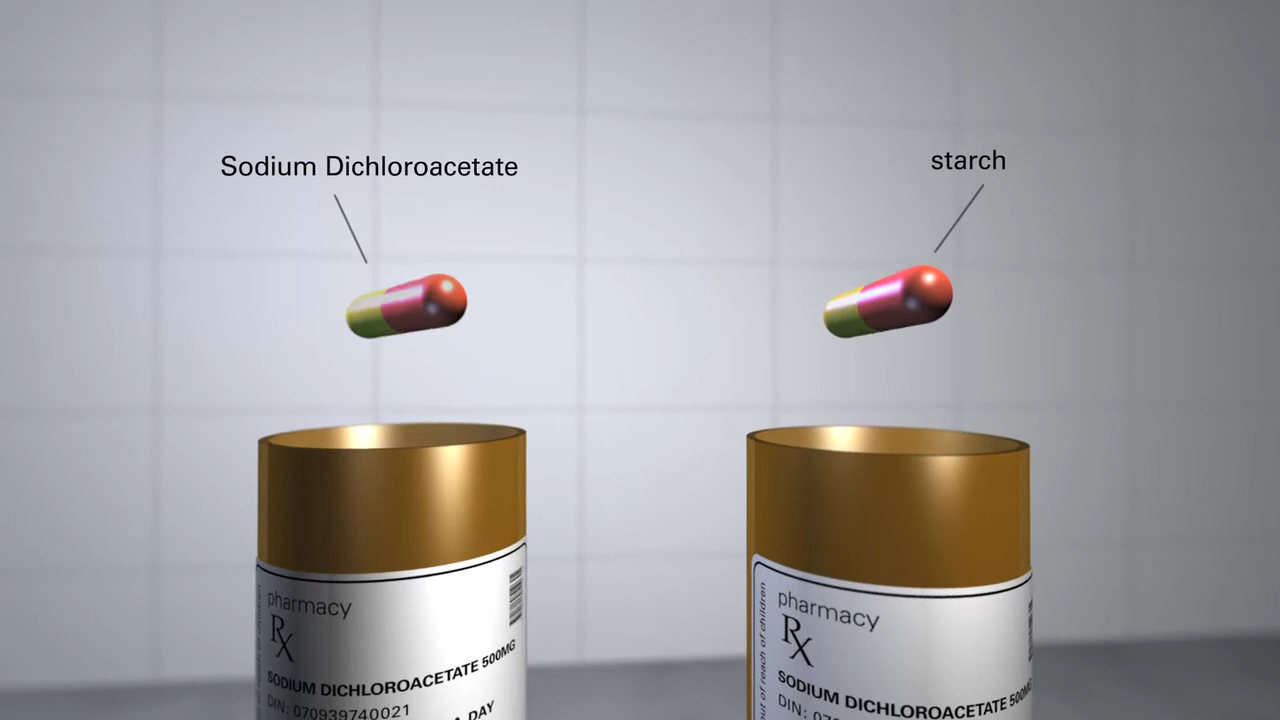 Sodium Dichloroacetate
starch
pharmacy
Rx
SODIUM DICHLOROACETATE 500MG
DIN: 070939740021
A DAY
out of reach of children
pharmacy
Rx
SODIUM DICHLOROACETATE 500MG
DIN: